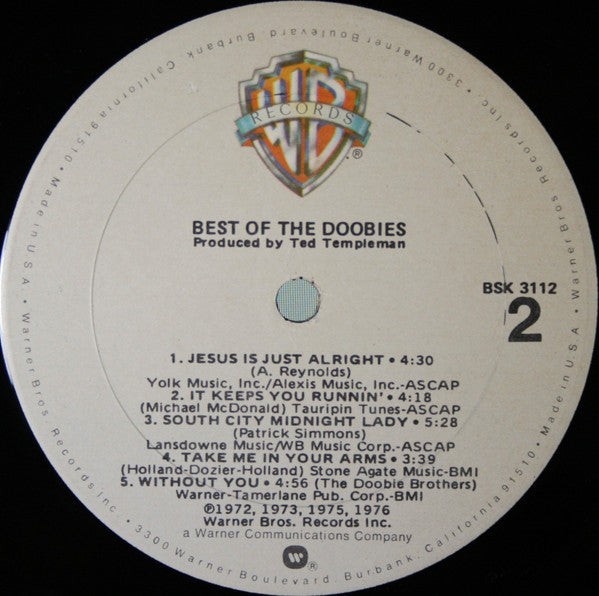 WB
RECORDS
®
BEST OF THE DOOBIES
Produced by Ted Templeman
BSK 3112
2
1. JESUS IS JUST ALRIGHT • 4:30
(A. Reynolds)
Yolk Music, Inc./Alexis Music, Inc.-ASCAP
2. IT KEEPS YOU RUNNIN' • 4:18
(Michael McDonald) Tauripin Tunes-ASCAP
3. SOUTH CITY MIDNIGHT LADY • 5:28
(Patrick Simmons)
Lansdowne Music/WB Music Corp.-ASCAP
4. TAKE ME IN YOUR ARMS • 3:39
(Holland-Dozier-Holland) Stone Agate Music-BMI
5. WITHOUT YOU • 4:56 (The Doobie Brothers)
Warner-Tamerlane Pub. Corp.-BMI
℗1972, 1973, 1975, 1976
Warner Bros. Records Inc.
a Warner Communications Company
W®
Warner Bros. Records Inc. • 3300 Warner Boulevard, Burbank, California 91510 • Made in U.S.A. • Warner Bros. Records Inc. • 3300 Warner Boulevard, Burbank, California 91510 • Made in U.S.A. •